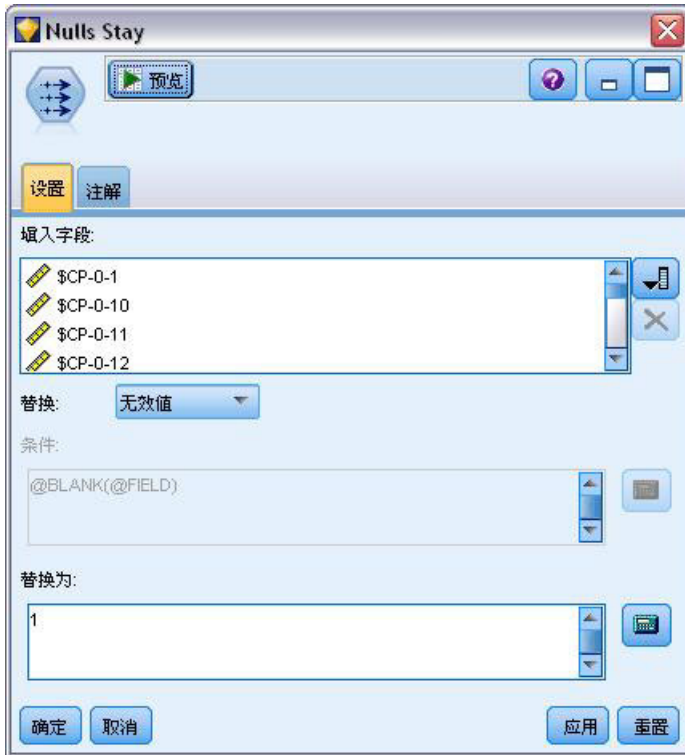 Nulls Stay
预览
设置
注解
填入字段:
$CP-0-1
$CP-0-10
$CP-0-11
$CP-0-12
替换:
无效值
条件:
@BLANK(@FIELD)
替换为:
1
确定
取消
应用
重置